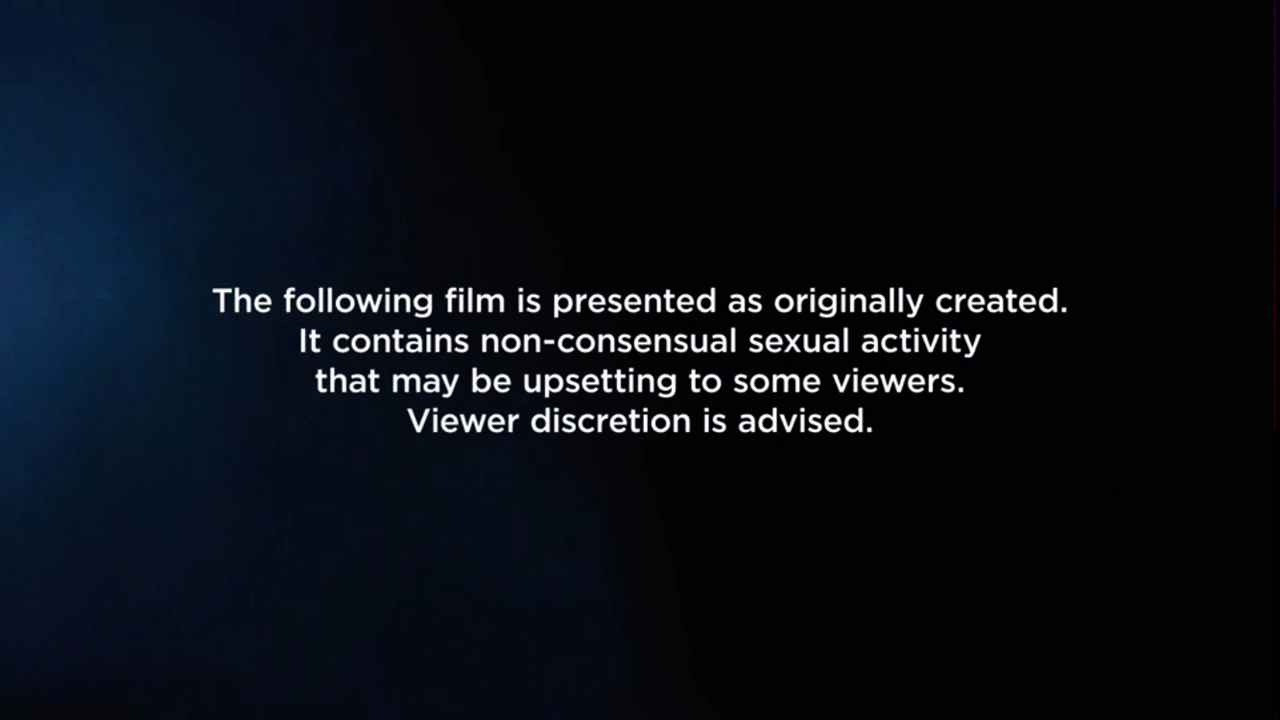 The following film is presented as originally created.
It contains non-consensual sexual activity
that may be upsetting to some viewers.
Viewer discretion is advised.